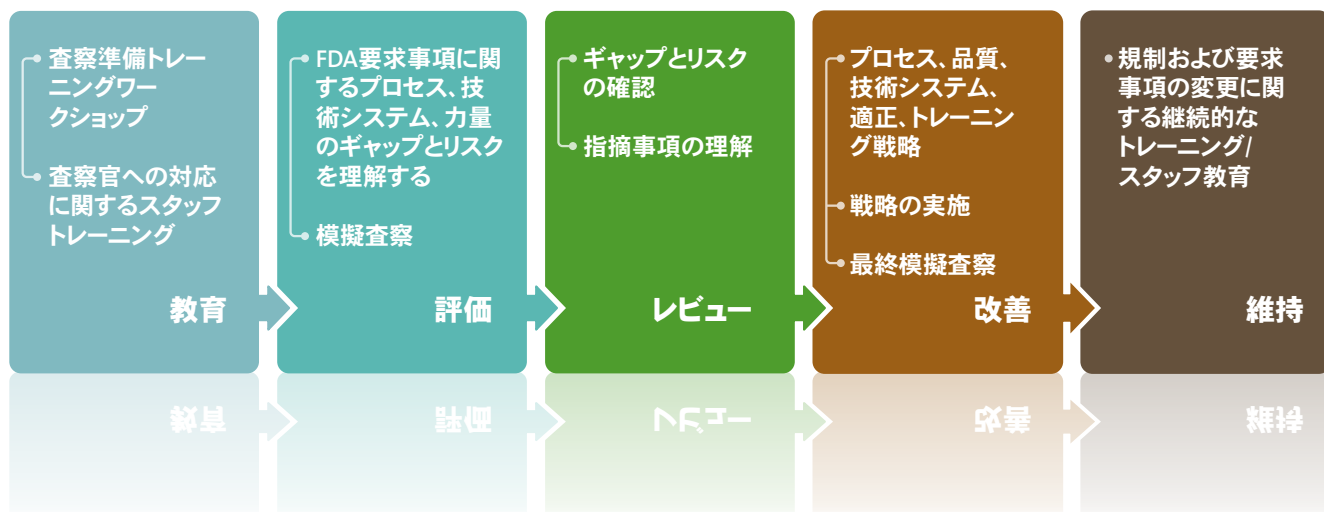 査察準備トレー
ニングワー
クショップ
査察官への対応
に関するスタッフ
トレーニング
教育
FDA要求事項に関
するプロセス、技
術システム、力量
のギャップとリスク
を理解する
模擬査察
評価
ギャップとリスク
の確認
指摘事項の理解
レビュー
プロセス、品質、
技術システム、
適正、トレーニン
グ戦略
戦略の実施
最終模擬査察
改善
規制および要求
事項の変更に関
する継続的な
トレーニング/
スタッフ教育
維持